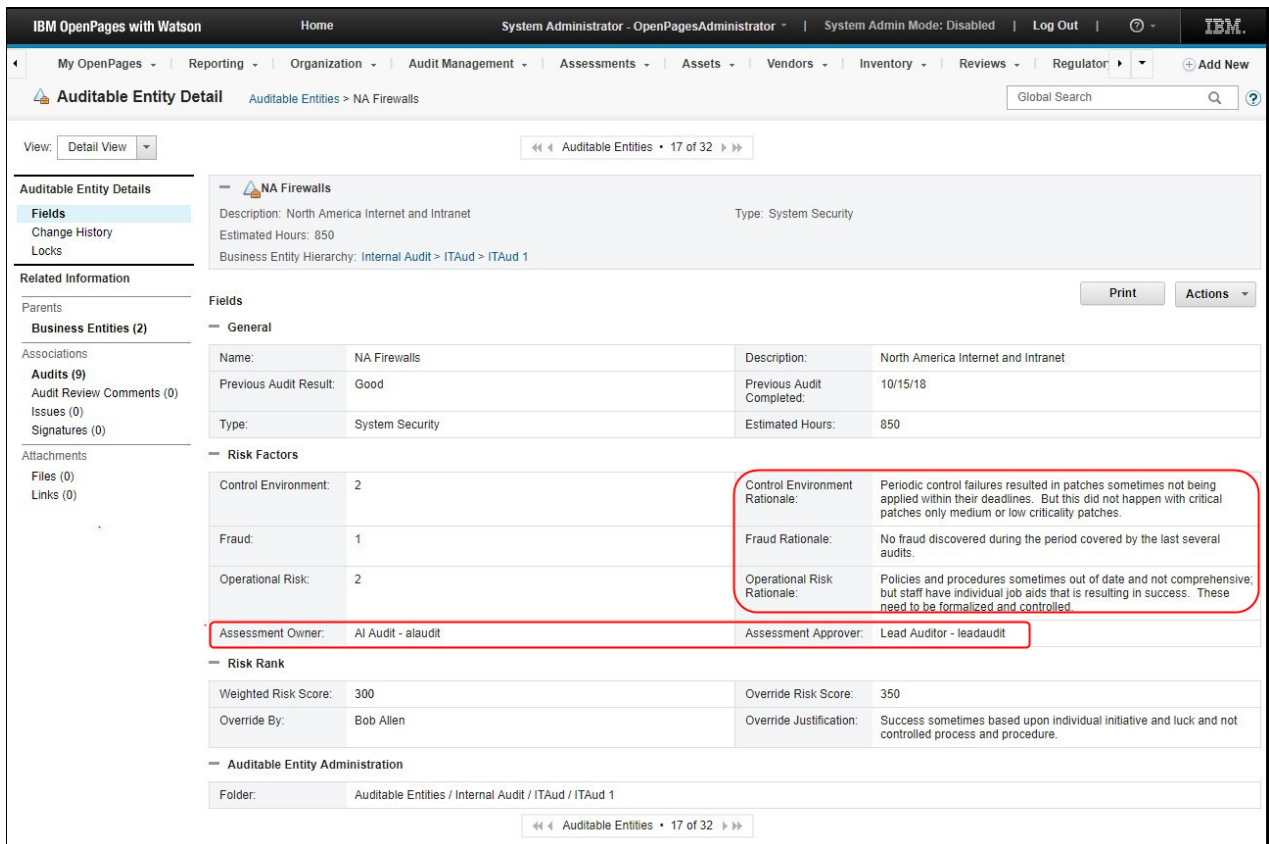 IBM OpenPages with Watson Home System Administrator - OpenPagesAdministrator | System Admin Mode: Disabled | Log Out | IBM.
My OpenPages | Reporting | Organization | Audit Management | Assessments | Assets | Vendors | Inventory | Reviews | Regulator Add New
Auditable Entity Detail Auditable Entities > NA Firewalls Global Search
View: Detail View Auditable Entities • 17 of 32
Auditable Entity Details
Fields
Change History
Locks
Related Information
Parents
Business Entities (2)
Associations
Audits (9)
Audit Review Comments (0)
Issues (0)
Signatures (0)
Attachments
Files (0)
Links (0)
NA Firewalls
Description: North America Internet and Intranet Type: System Security
Estimated Hours: 850
Business Entity Hierarchy: Internal Audit > ITAud > ITAud 1
Print Actions
Fields
General
Name: NA Firewalls Description: North America Internet and Intranet
Previous Audit Result: Good Previous Audit Completed: 10/15/18
Type: System Security Estimated Hours: 850
Risk Factors
Control Environment: 2 Control Environment Rationale: Periodic control failures resulted in patches sometimes not being
applied within their deadlines. But this did not happen with critical
patches only medium or low criticality patches.
Fraud: 1 Fraud Rationale: No fraud discovered during the period covered by the last several
audits.
Operational Risk: 2 Operational Risk Rationale: Policies and procedures sometimes out of date and not comprehensive;
but staff have individual job aids that is resulting in success. These
need to be formalized and controlled.
Assessment Owner: Al Audit - alaudit Assessment Approver: Lead Auditor - leadaudit
Risk Rank
Weighted Risk Score: 300 Override Risk Score: 350
Override By: Bob Allen Override Justification: Success sometimes based upon individual initiative and luck and not
controlled process and procedure.
Auditable Entity Administration
Folder: Auditable Entities / Internal Audit / ITAud / ITAud 1
Auditable Entities • 17 of 32